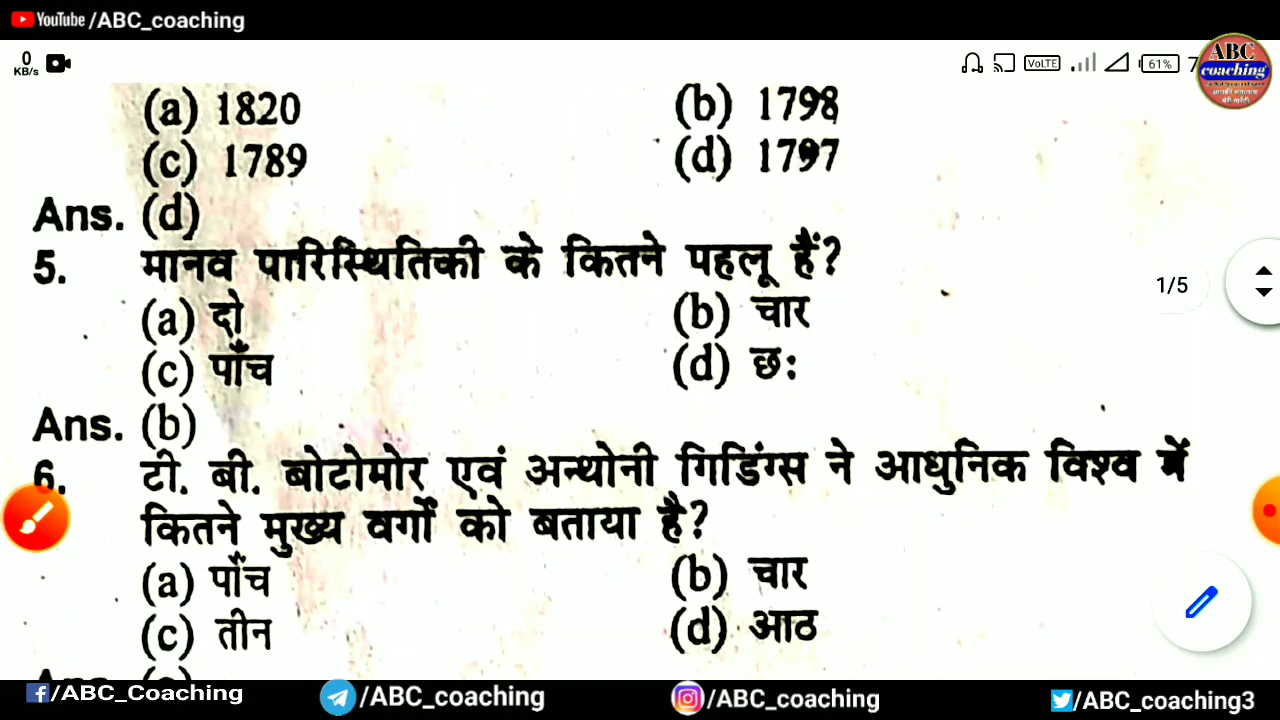 YouTube /ABC_coaching
0
KB/s
VoLTE
61%
7
ABC
coaching
(a) 1820 (b) 1798
(c) 1789 (d) 1797
Ans. (d)
5. मानव पारिस्थितिकी के कितने पहलू हैं?
1/5
(a) दो (b) चार
(c) पाँच (d) छः
Ans. (b)
6. टी. बी. बोटोमोर एवं अन्थोनी गिडिंग्स ने आधुनिक विश्व में
कितने मुख्य वर्गों को बताया है?
(a) पाँच (b) चार
(c) तीन (d) आठ
/ABC_Coaching /ABC_coaching /ABC_coaching /ABC_coaching3